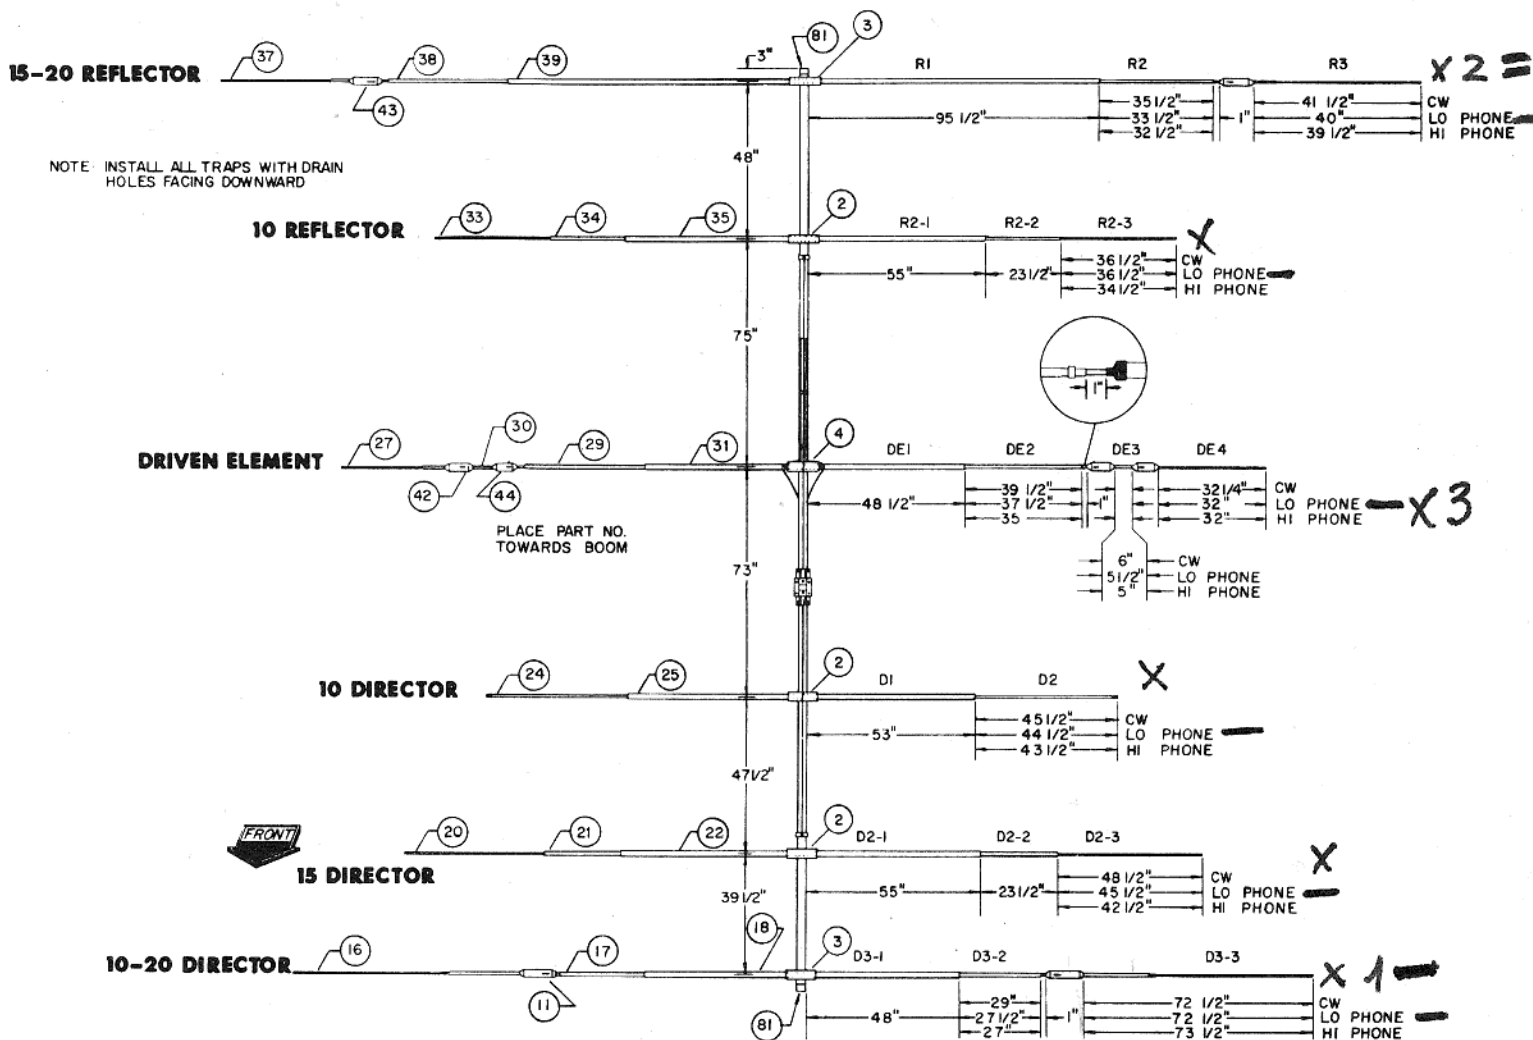 81 3
3"
15-20 REFLECTOR 37 38 39 R1 R2 R3 X 2 =
43
35 1/2" 41 1/2" CW
95 1/2" 33 1/2" 1" 40" LO PHONE
32 1/2" 39 1/2" HI PHONE
48"
NOTE: INSTALL ALL TRAPS WITH DRAIN
HOLES FACING DOWNWARD
10 REFLECTOR 33 34 35 2 R2-1 R2-2 R2-3 X
36 1/2" CW
55" 23 1/2" 36 1/2" LO PHONE
34 1/2" HI PHONE
75"
1"
DRIVEN ELEMENT 27 30 29 31 4 DE1 DE2 DE3 DE4
42 44
39 1/2" 32 1/4" CW
48 1/2" 37 1/2" 1" 32" LO PHONE X 3
35 32" HI PHONE
PLACE PART NO.
TOWARDS BOOM
6" CW
5 1/2" LO PHONE
5" HI PHONE
73"
10 DIRECTOR 24 25 2 D1 D2 X
45 1/2" CW
53" 44 1/2" LO PHONE
43 1/2" HI PHONE
47 1/2"
FRONT
15 DIRECTOR 20 21 22 2 D2-1 D2-2 D2-3 X
48 1/2" CW
55" 23 1/2" 45 1/2" LO PHONE
42 1/2" HI PHONE
39 1/2"
10-20 DIRECTOR 16 17 18 3 D3-1 D3-2 D3-3 X 1
11 81
29" 72 1/2" CW
48" 27 1/2" 1" 72 1/2" LO PHONE
27" 73 1/2" HI PHONE